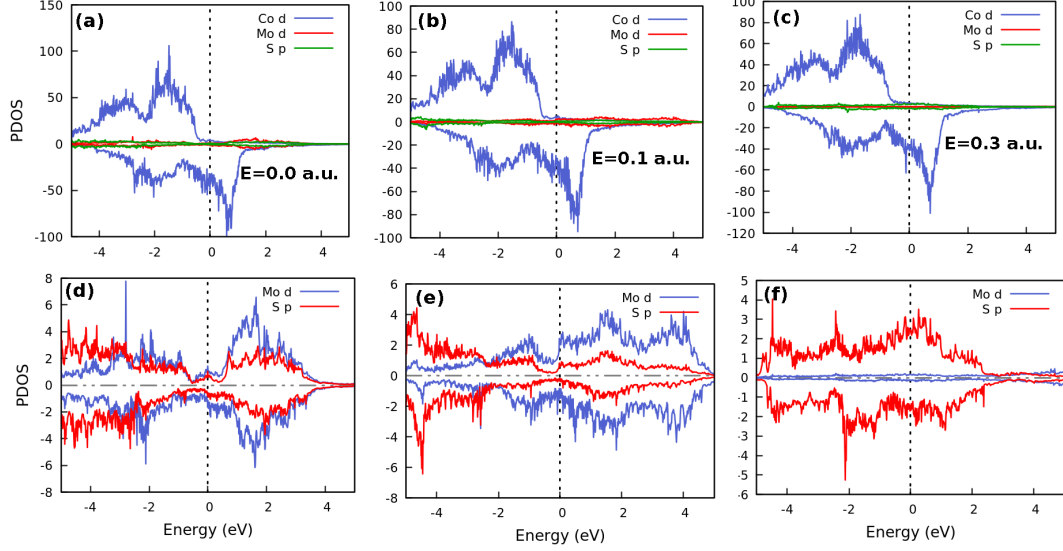 (a)
Co d
Mo d
S p
E=0.0 a.u.
PDOS
150
100
50
0
50
-100
-4 -2 0 2 4
(b)
Co d
Mo d
S p
E=0.1 a.u.
100
80
60
40
20
0
-20
-40
-60
-80
-100
-4 -2 0 2 4
(c)
Co d
Mo d
S p
E=0.3 a.u.
100
80
60
40
20
0
-20
-40
-60
-80
-100
-120
-4 -2 0 2 4
(d)
Mo d
S p
PDOS
8
6
4
2
0
-2
-4
-6
-8
-4 -2 0 2 4
Energy (eV)
(e)
Mo d
S p
6
4
2
0
-2
-4
-6
-8
-4 -2 0 2 4
Energy (eV)
(f)
Mo d
S p
5
4
3
2
1
0
-1
-2
-3
-4
-5
-6
-4 -2 0 2 4
Energy (eV)